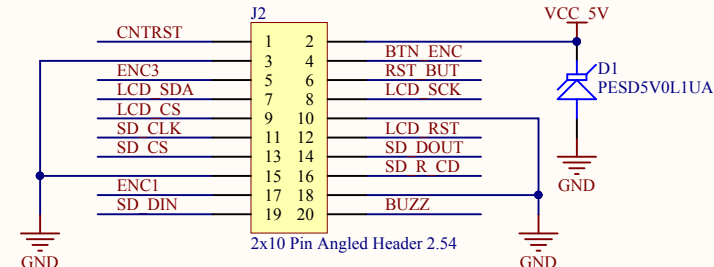 J2
VCC_5V
CNTRST 1 2
3 4 BTN_ENC
ENC3 5 6 RST_BUT
D1
LCD_SDA 7 8 LCD_SCK
PESD5V0L1UA
LCD_CS 9 10
SD_CLK 11 12 LCD_RST
SD_CS 13 14 SD_DOUT
15 16 SD_R_CD
GND
ENC1 17 18
SD_DIN 19 20 BUZZ
2x10 Pin Angled Header 2.54
GND
GND